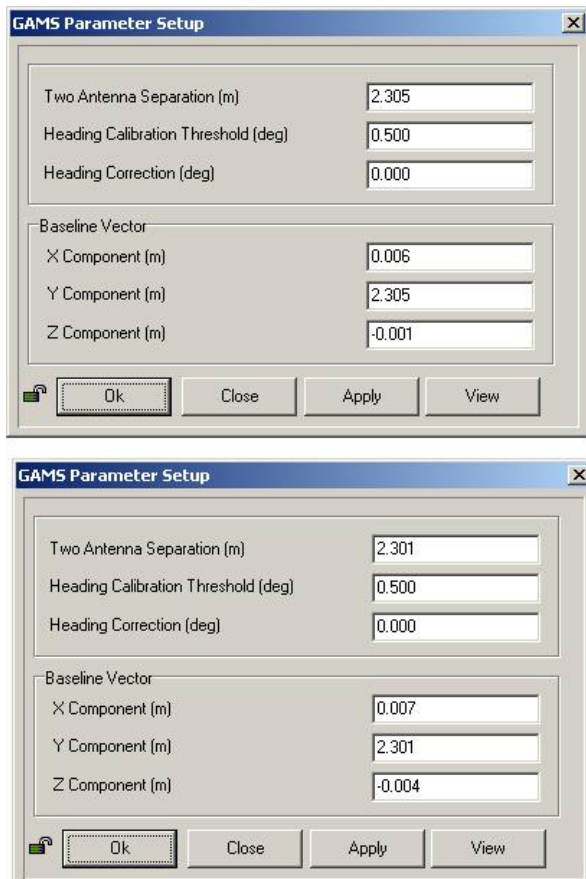 GAMS Parameter Setup
Two Antenna Separation (m) 2.305
Heading Calibration Threshold (deg) 0.500
Heading Correction (deg) 0.000
Baseline Vector
X Component (m) 0.006
Y Component (m) 2.305
Z Component (m) -0.001
Ok Close Apply View
GAMS Parameter Setup
Two Antenna Separation (m) 2.301
Heading Calibration Threshold (deg) 0.500
Heading Correction (deg) 0.000
Baseline Vector
X Component (m) 0.007
Y Component (m) 2.301
Z Component (m) -0.004
Ok Close Apply View